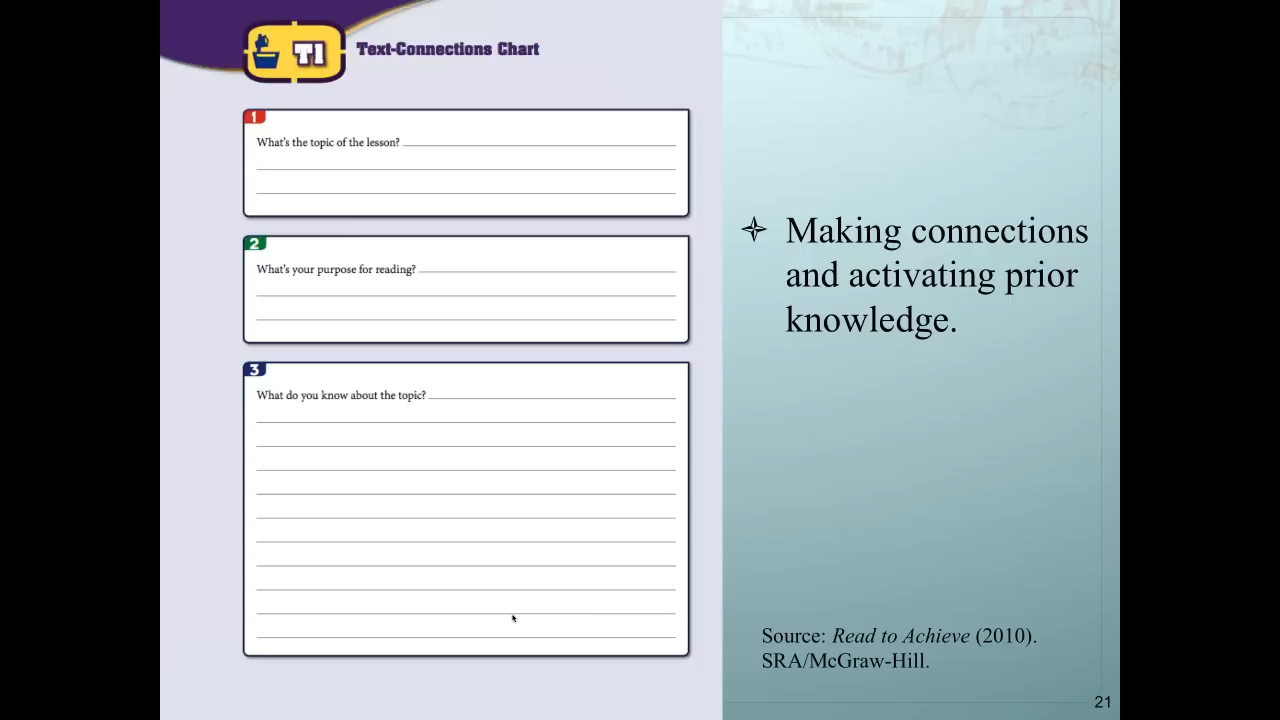 TI
Text-Connections Chart
1
What's the topic of the lesson?
2
What's your purpose for reading?
3
What do you know about the topic?
Making connections
and activating prior
knowledge.
Source: Read to Achieve (2010).
SRA/McGraw-Hill.
21